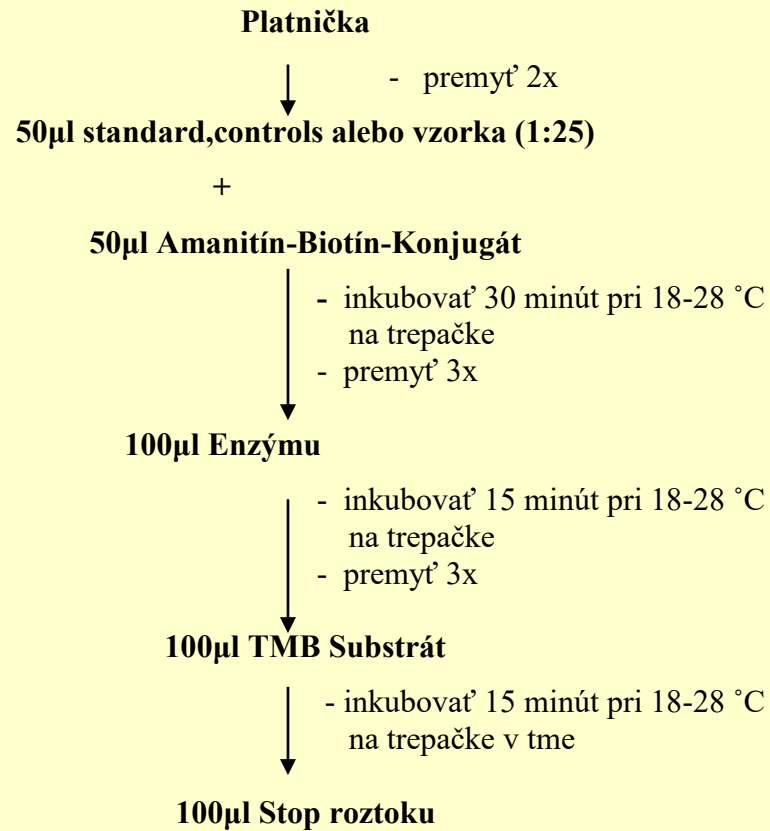 Platnička
- premyť 2x
50µl standard,controls alebo vzorka (1:25)
+
50µl Amanitín-Biotín-Konjugát
- inkubovať 30 minút pri 18-28 ˚C
na trepačke
- premyť 3x
100µl Enzýmu
- inkubovať 15 minút pri 18-28 ˚C
na trepačke
- premyť 3x
100µl TMB Substrát
- inkubovať 15 minút pri 18-28 ˚C
na trepačke v tme
100µl Stop roztoku